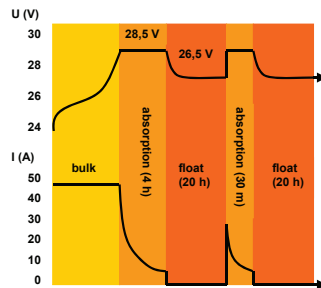 U (V)
30
28
26
24
28,5 V
26,5 V
I (A)
50
40
30
20
10
0
bulk
absorption (4 h)
float
(20 h)
absorption (30 m)
float
(20 h)